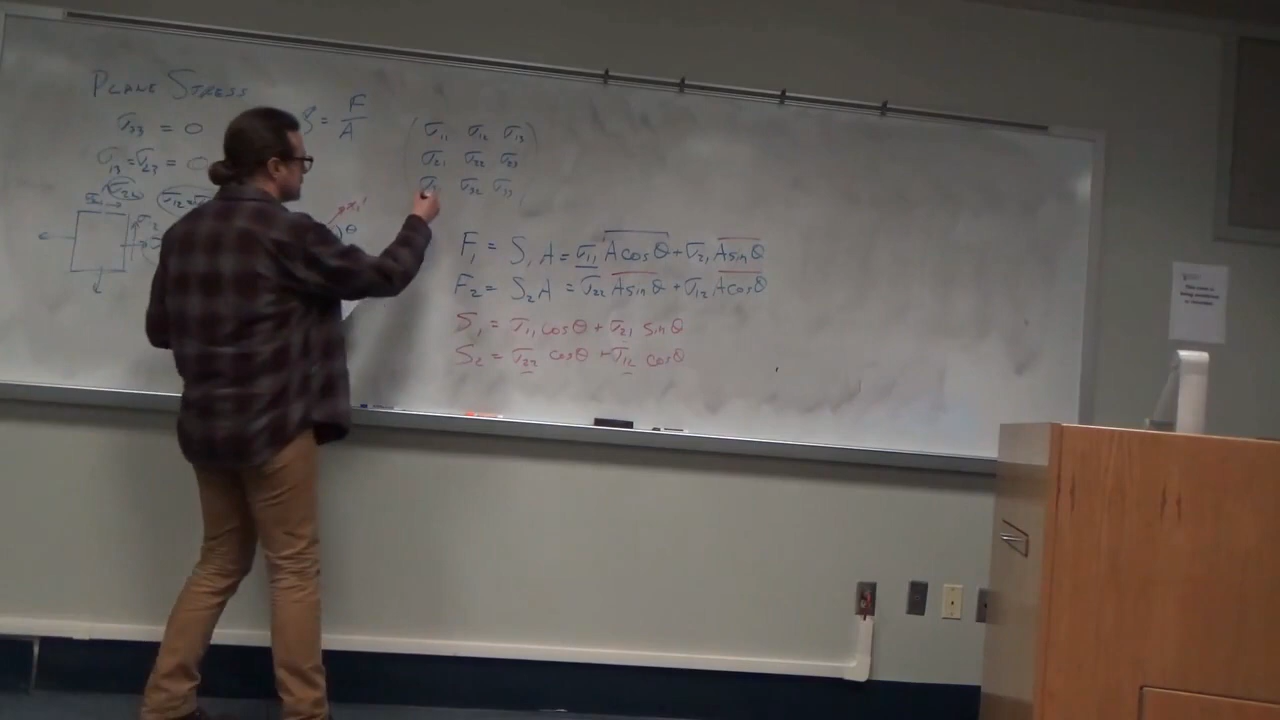 PLANE STRESS
σ33 = 0
σ13 = σ23 = 0
F
A
σ11 σ12 σ13
σ21 σ22 σ23
σ32 σ33
θ
F1 = S1 A = σ11 A cos θ + σ21 A sin θ
F2 = S2 A = σ22 A sin θ + σ12 A cos θ
S1 = σ11 cos θ + σ21 sin θ
S2 = σ22 cos θ + σ12 cos θ